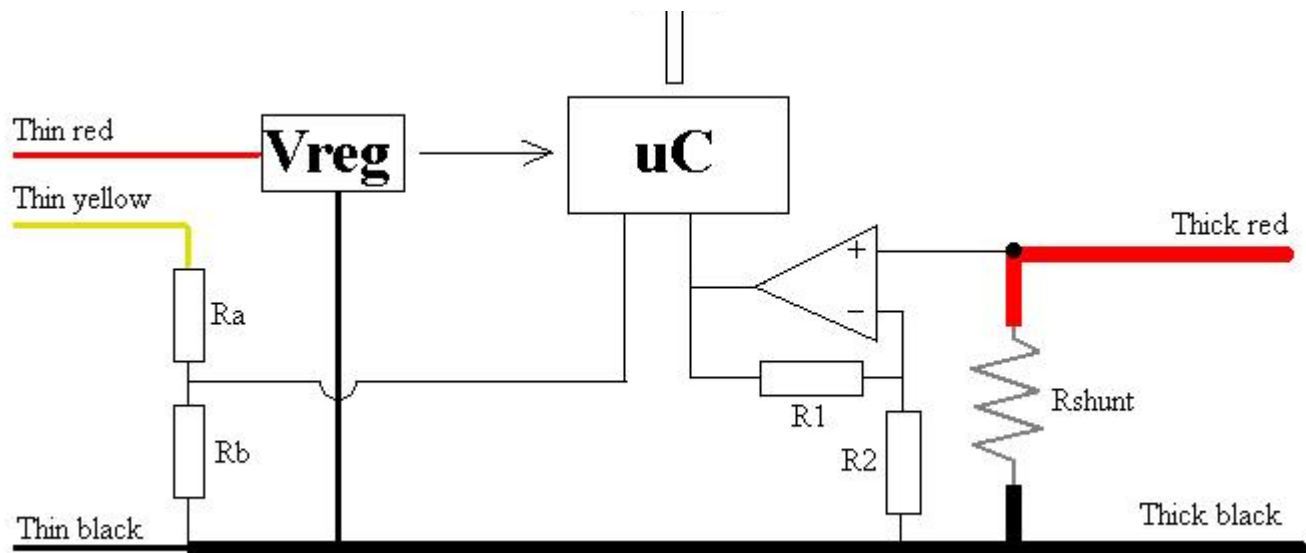 Thin red
Vreg
uC
Thin yellow
Thick red
+
−
Ra
R1
Rshunt
Rb
R2
Thin black
Thick black